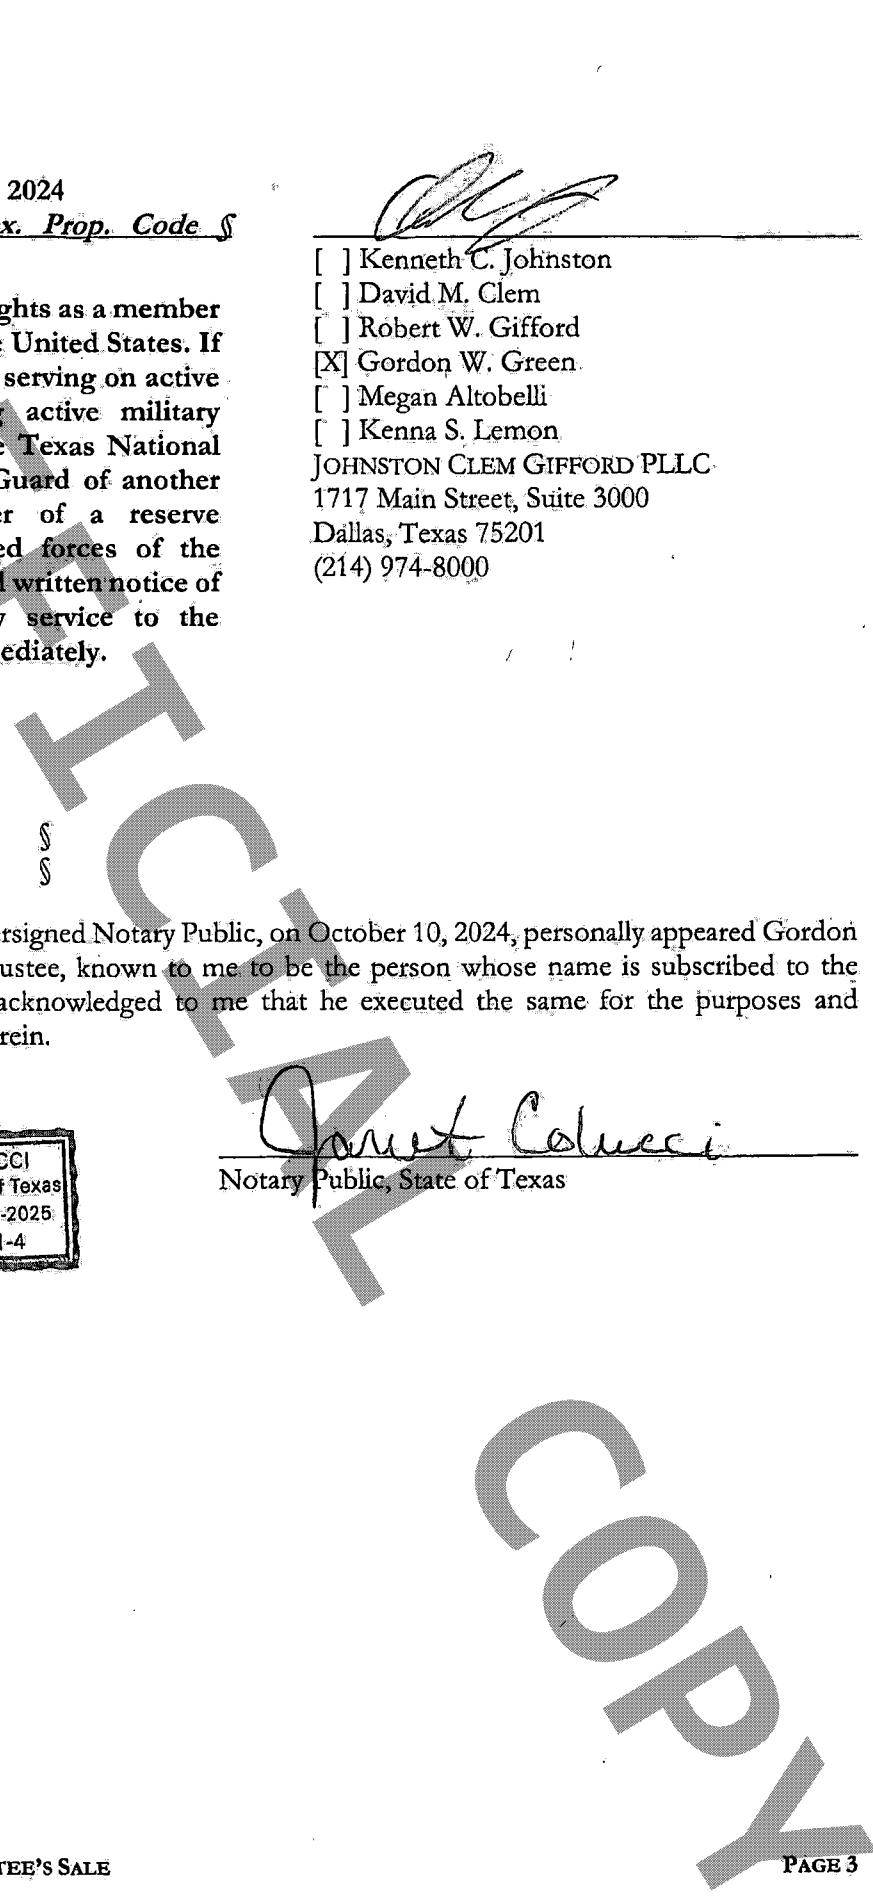 2024
x. Prop. Code §
[ ] Kenneth C. Johnston
[ ] David M. Clem
[ ] Robert W. Gifford
[X] Gordon W. Green
[ ] Megan Altobelli
[ ] Kenna S. Lemon
JOHNSTON CLEM GIFFORD PLLC
1717 Main Street, Suite 3000
Dallas, Texas 75201
(214) 974-8000
ghts as a member
United States. If
serving on active
active military
Texas National
Guard of another
er of a reserve
ed forces of the
written notice of
service to the
ediately.
§
§
rsigned Notary Public, on October 10, 2024, personally appeared Gordon
ustee, known to me to be the person whose name is subscribed to the
acknowledged to me that he executed the same for the purposes and
rein.
Janet Colucci
Notary Public, State of Texas
CCI
f Texas
-2025
-4
TEE'S SALE
PAGE 3
FICIAL
COPY